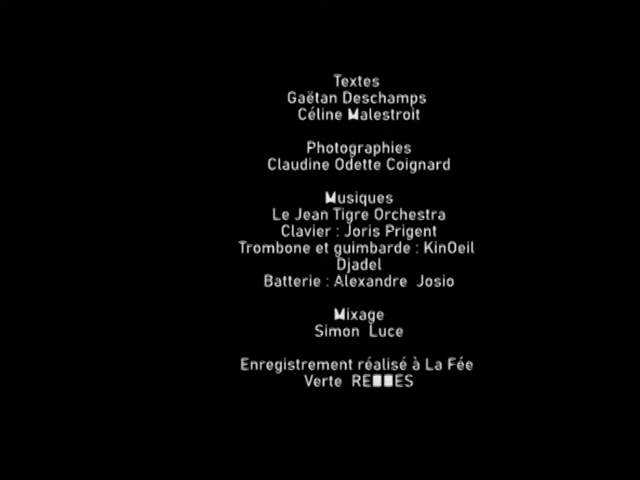 Textes
Gaëtan Deschamps
Céline Malestroit
Photographies
Claudine Odette Coignard
Musiques
Le Jean Tigre Orchestra
Clavier : Joris Prigent
Trombone et guimbarde : KinOeil
Djadel
Batterie : Alexandre Josio
Mixage
Simon Luce
Enregistrement réalisé à La Fée
Verte